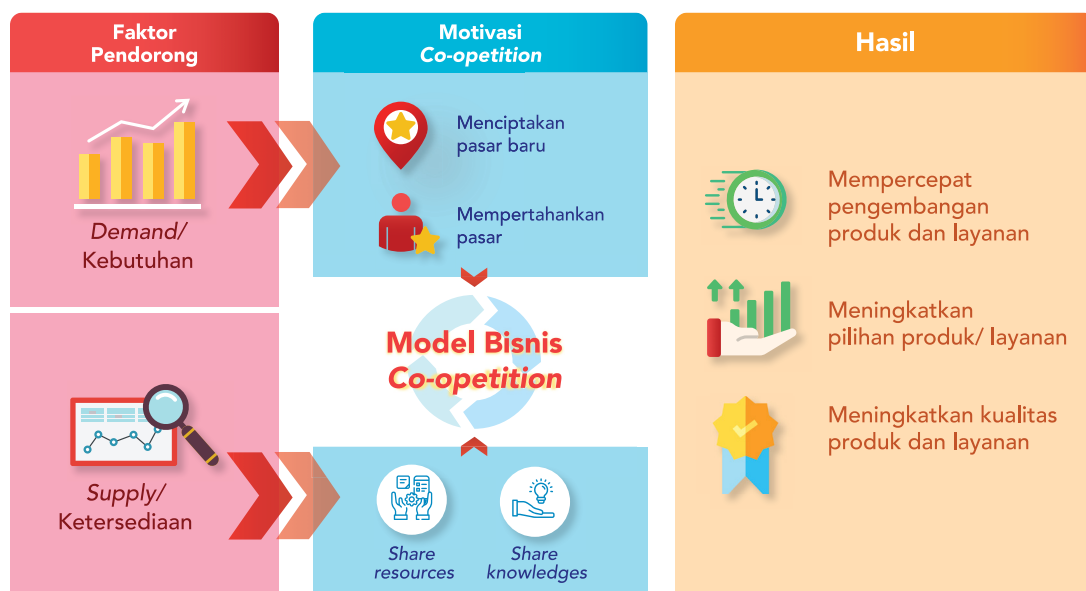 Faktor
Pendorong
Demand/
Kebutuhan
Supply/
Ketersediaan
Motivasi
Co-opetition
Menciptakan
pasar baru
Mempertahankan
pasar
Model Bisnis
Co-opetition
Share
resources
Share
knowledges
Hasil
Mempercepat
pengembangan
produk dan layanan
Meningkatkan
pilihan produk/ layanan
Meningkatkan kualitas
produk dan layanan